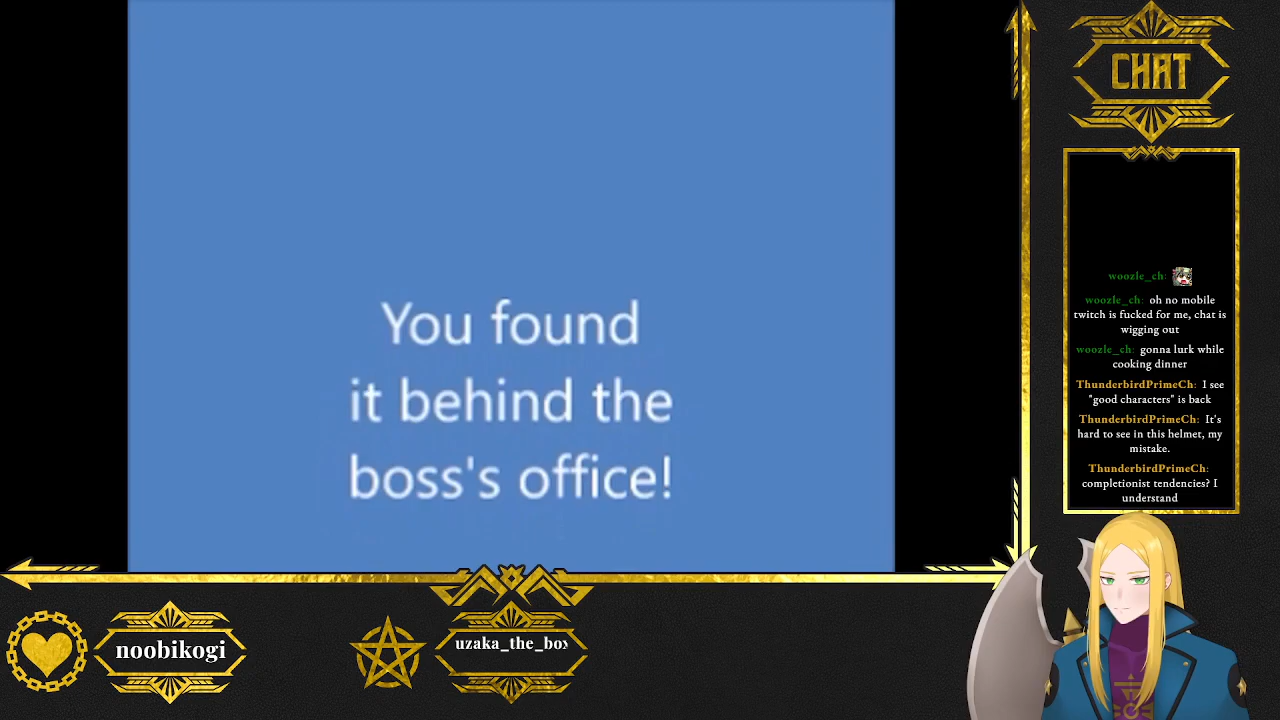 You found
it behind the
boss's office!
CHAT
woozle_ch:
woozle_ch: oh no mobile
twitch is fucked for me, chat is
wigging out
woozle_ch: gonna lurk while
cooking dinner
ThunderbirdPrimeCh: I see
"good characters" is back
ThunderbirdPrimeCh: It's
hard to see in this helmet, my
mistake.
ThunderbirdPrimeCh:
completionist tendencies? I
understand
noobikogi
uzaka_the_box